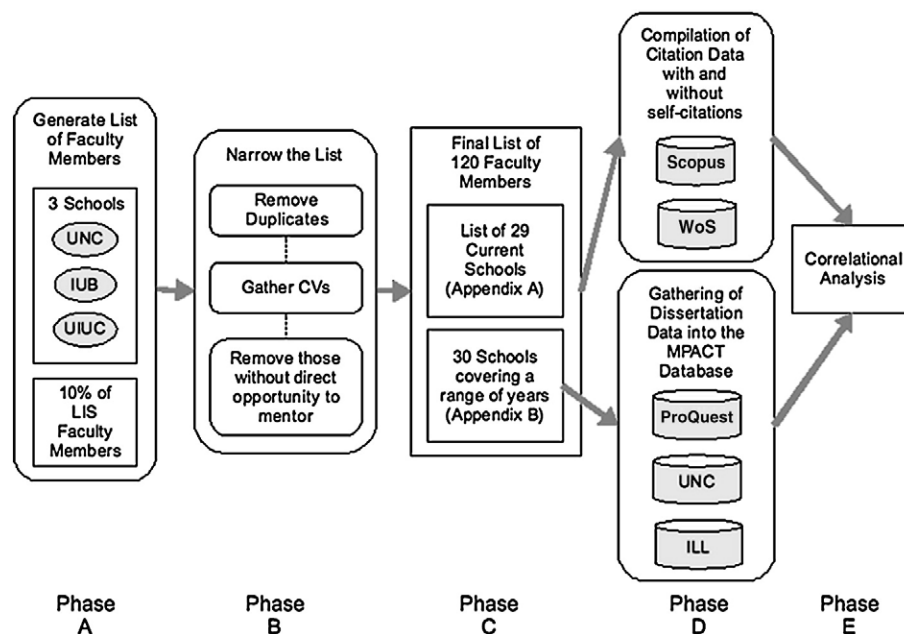 Generate List
of Faculty
Members
3 Schools
UNC
IUB
UIUC
10% of
LIS
Faculty
Members
Narrow the List
Remove
Duplicates
Gather CVs
Remove those
without direct
opportunity to
mentor
Final List of
120 Faculty
Members
List of 29
Current
Schools
(Appendix A)
30 Schools
covering a
range of years
(Appendix B)
Compilation of
Citation Data
with and
without
self-citations
Scopus
WoS
Gathering of
Dissertation
Data into the
MPACT
Database
ProQuest
UNC
ILL
Correlational
Analysis
Phase
A
Phase
B
Phase
C
Phase
D
Phase
E